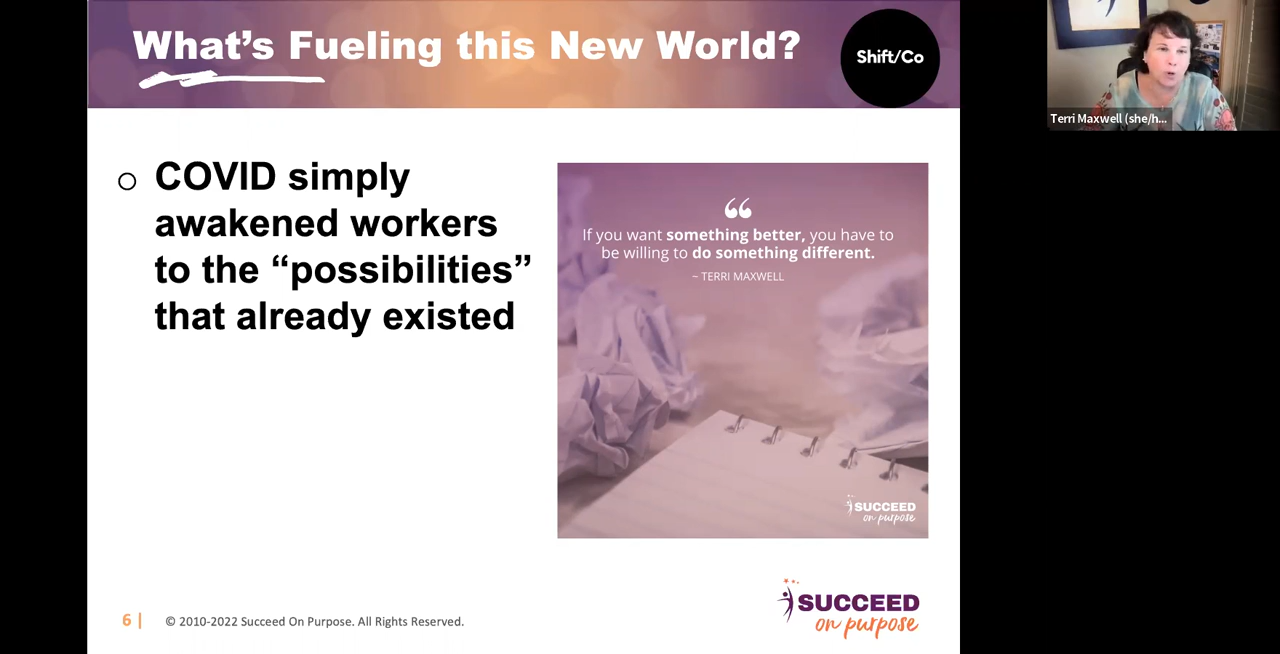 What's Fueling this New World?
Shift/Co
Terri Maxwell (she/h...
COVID simply
awakened workers
to the “possibilities”
that already existed
“
If you want something better, you have to
be willing to do something different.
~ TERRI MAXWELL
SUCCEED
on purpose
6 |
© 2010-2022 Succeed On Purpose. All Rights Reserved.
SUCCEED
on purpose